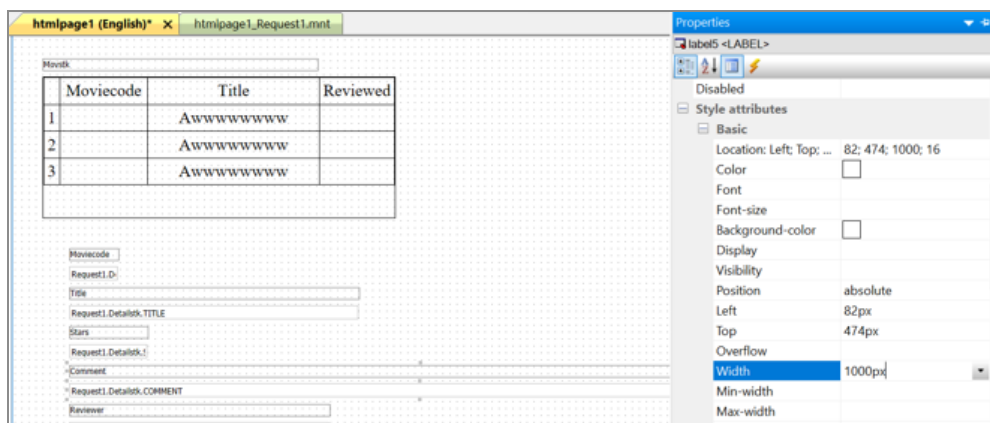 htmlpage1 (English)* X htmlpage1_Request1.mnt
Movstk
Moviecode Title Reviewed
1 Awwwwwwww
2 Awwwwwwww
3 Awwwwwwww
Moviecode
Request1.D
Title
Request1.Detailstk.TITLE
Stars
Request1.Detailstk.
Comment
Request1.Detailstk.COMMENT
Reviewer
Properties
label5 <LABEL>
Disabled
Style attributes
Basic
Location: Left; Top; ... 82; 474; 1000; 16
Color
Font
Font-size
Background-color
Display
Visibility
Position absolute
Left 82px
Top 474px
Overflow
Width 1000px
Min-width
Max-width